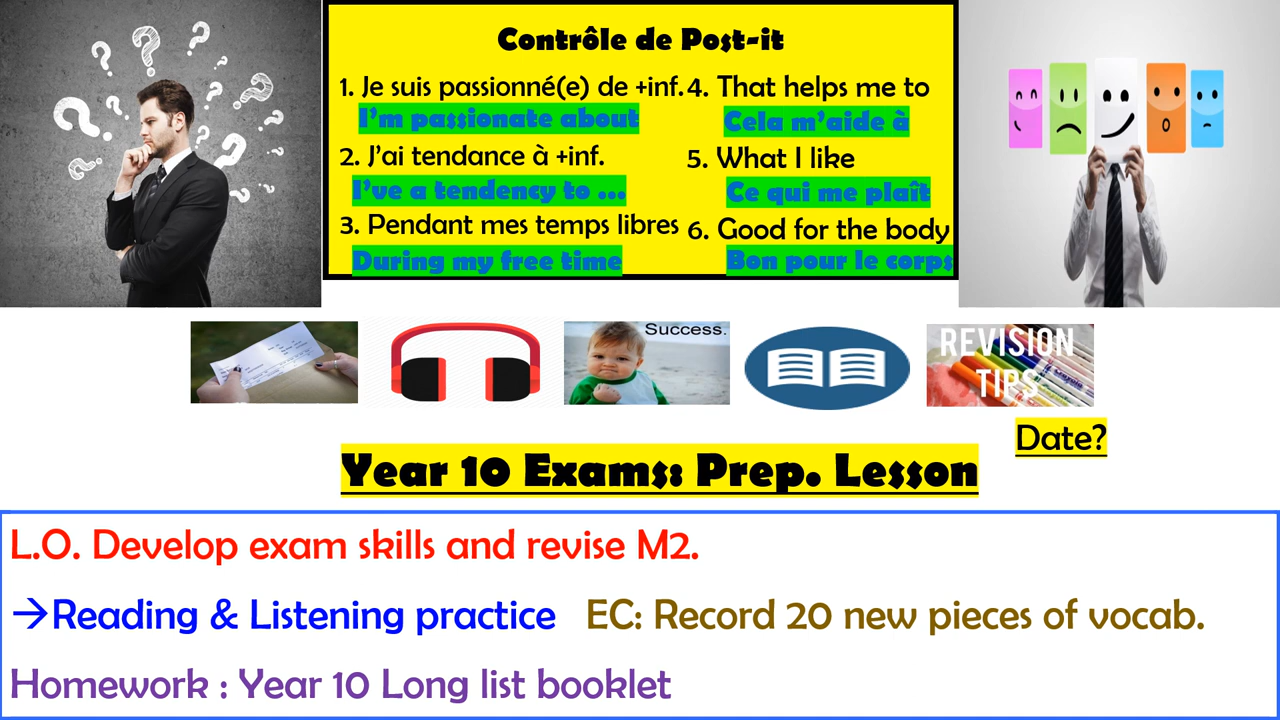 Contrôle de Post-it
1. Je suis passionné(e) de +inf.
I'm passionate about
2. J'ai tendance à +inf.
I've a tendency to ...
3. Pendant mes temps libres
During my free time
4. That helps me to
Cela m'aide à
5. What I like
Ce qui me plaît
6. Good for the body
Bon pour le corps
Success.
REVISION
TIPS
Date?
Year 10 Exams: Prep. Lesson
L.O. Develop exam skills and revise M2.
→Reading & Listening practice EC: Record 20 new pieces of vocab.
Homework : Year 10 Long list booklet